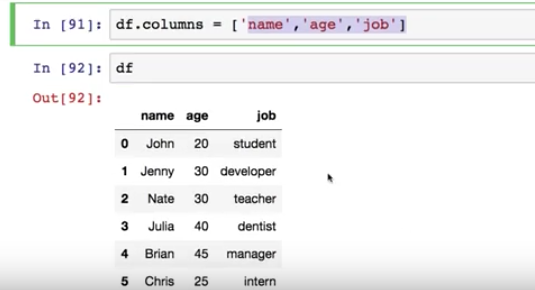 In [91]: df.columns = ['name','age','job']
In [92]: df
Out[92]:
name age job
0 John 20 student
1 Jenny 30 developer
2 Nate 30 teacher
3 Julia 40 dentist
4 Brian 45 manager
5 Chris 25 intern